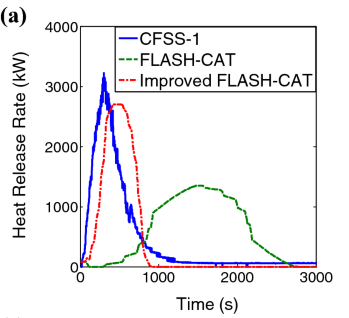 (a)
4000
3000
2000
1000
0
Heat Release Rate (kW)
CFSS-1
FLASH-CAT
Improved FLASH-CAT
0 1000 2000 3000
Time (s)